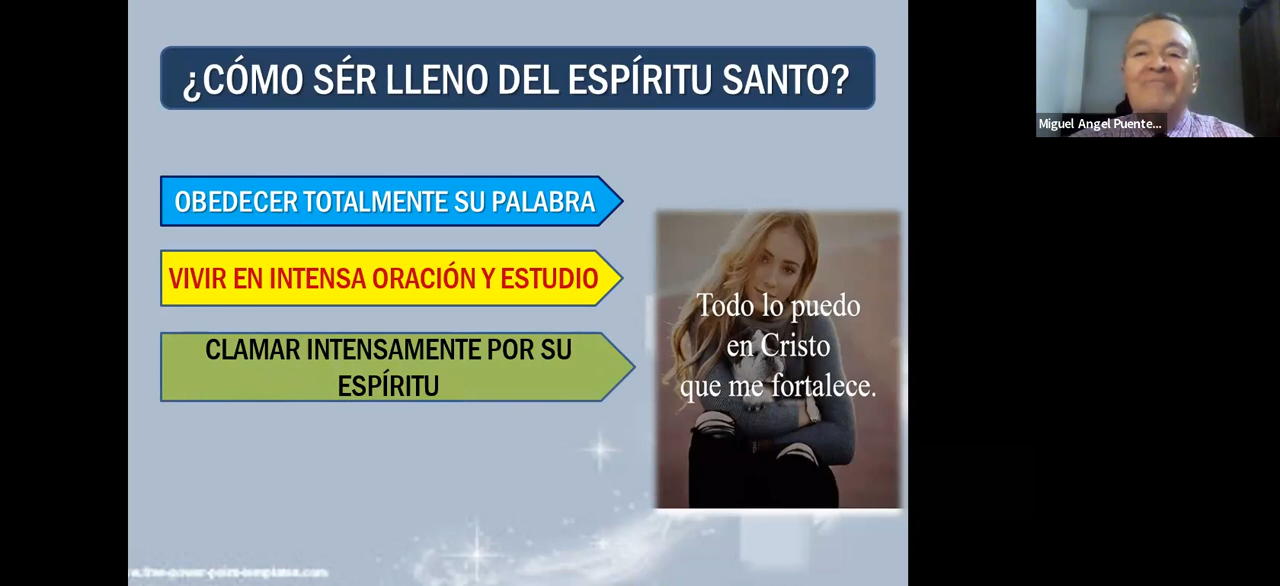 ¿CÓMO SÉR LLENO DEL ESPÍRITU SANTO?
OBEDECER TOTALMENTE SU PALABRA
VIVIR EN INTENSA ORACIÓN Y ESTUDIO
CLAMAR INTENSAMENTE POR SU
ESPÍRITU
Todo lo puedo
en Cristo
que me fortalece.
Miguel Angel Puente...